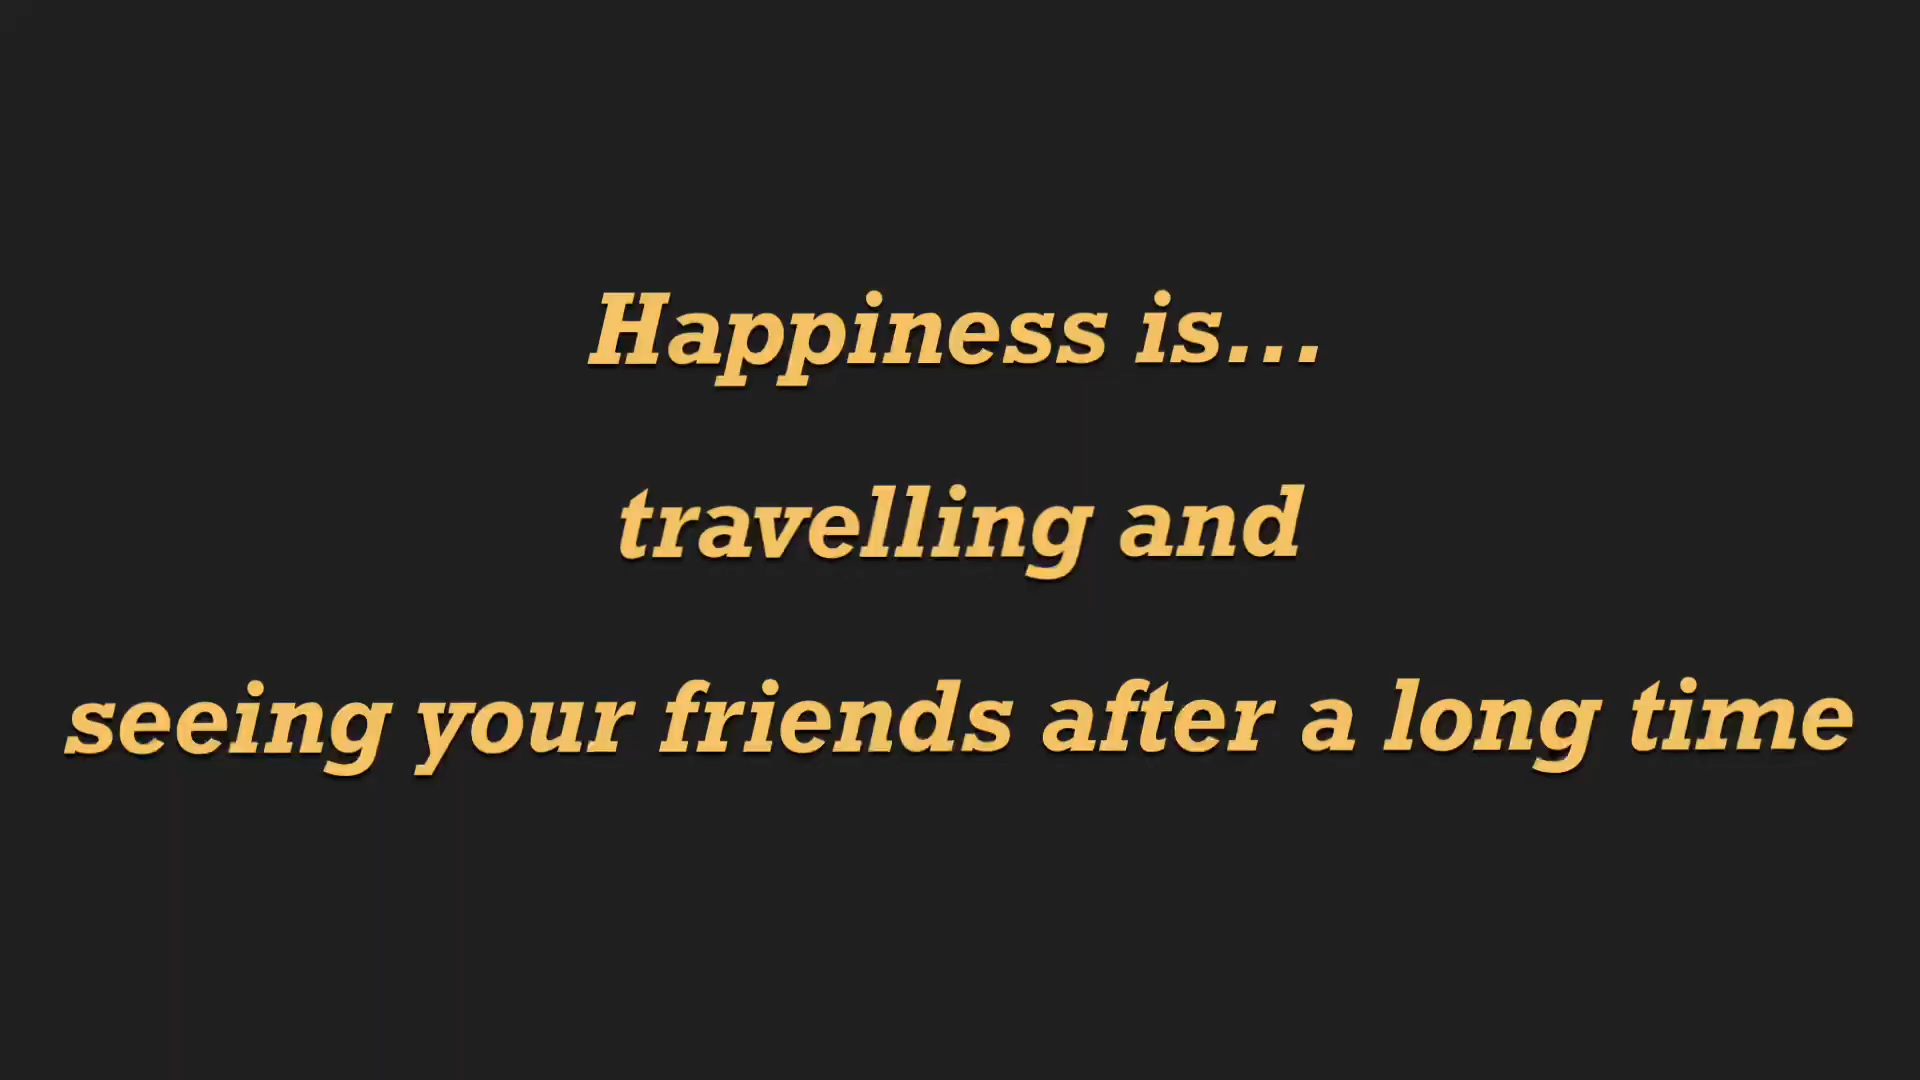 Happiness is...
travelling and
seeing your friends after a long time